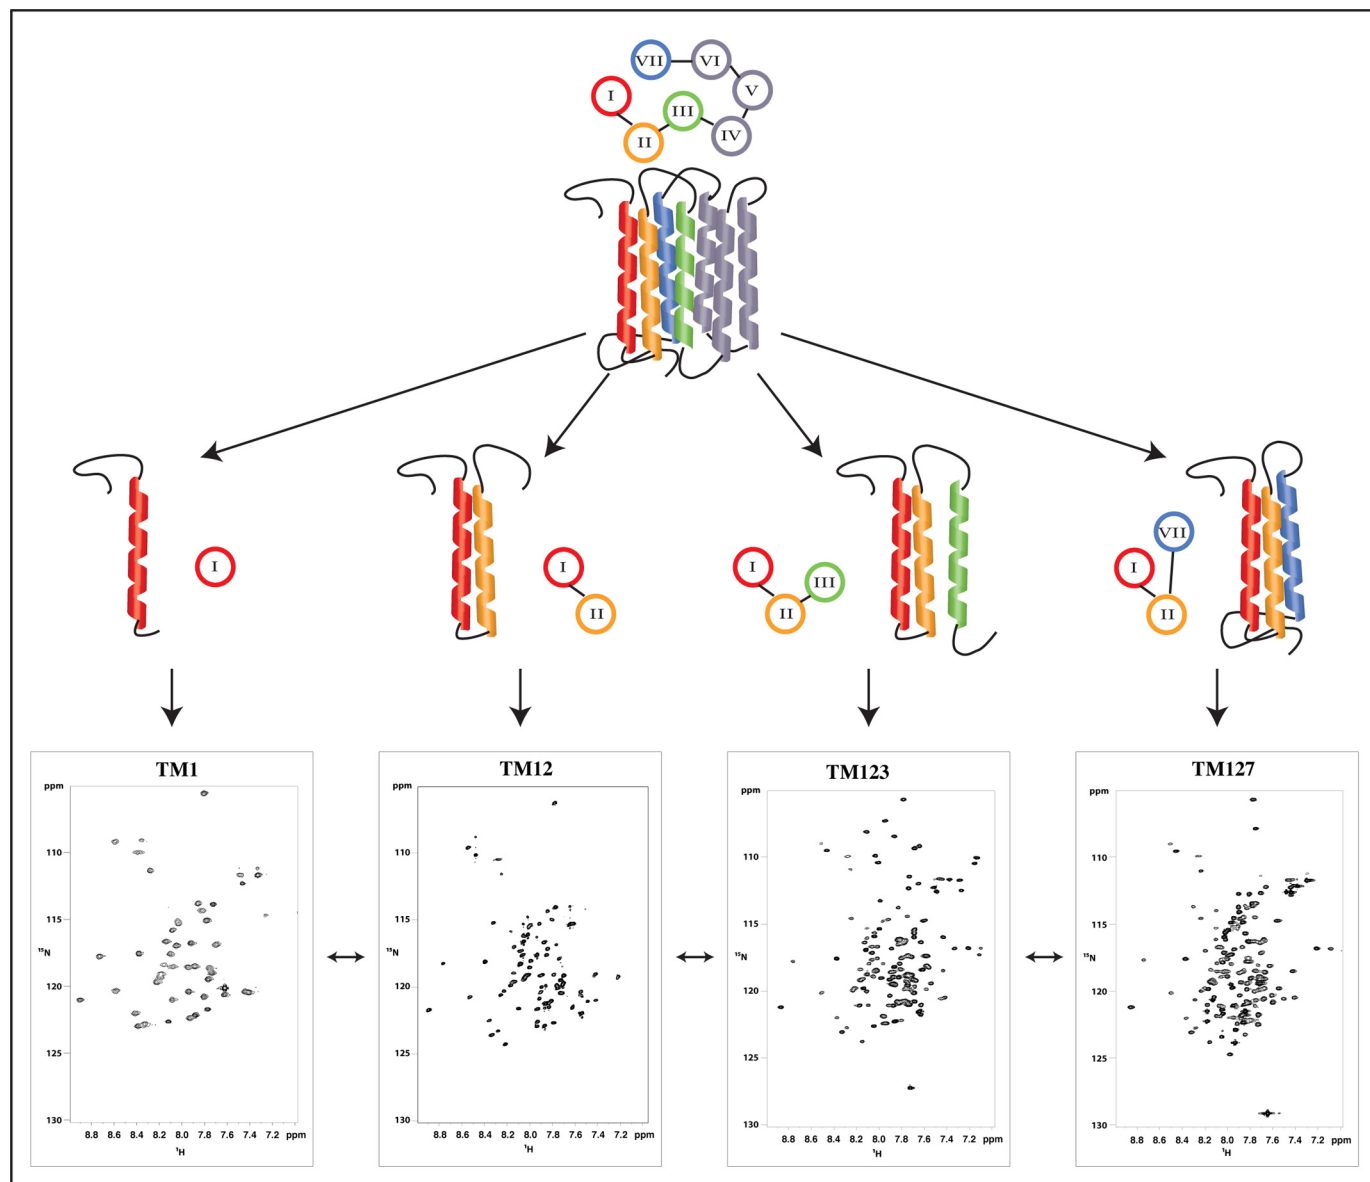 VII VI
I III V
II IV
VII
I I I III I
II II II
TM1 TM12 TM123 TM127
ppm ppm ppm ppm
110 110 110 110
115 115 115 115
¹⁵N ¹⁵N ¹⁵N ¹⁵N
120 120 120 120
125 125 125 125
130 130 130 130
8.8 8.6 8.4 8.2 8.0 7.8 7.6 7.4 7.2 ppm 8.8 8.6 8.4 8.2 8.0 7.8 7.6 7.4 7.2 ppm 8.8 8.6 8.4 8.2 8.0 7.8 7.6 7.4 7.2 ppm 8.8 8.6 8.4 8.2 8.0 7.8 7.6 7.4 7.2 ppm
¹H ¹H ¹H ¹H